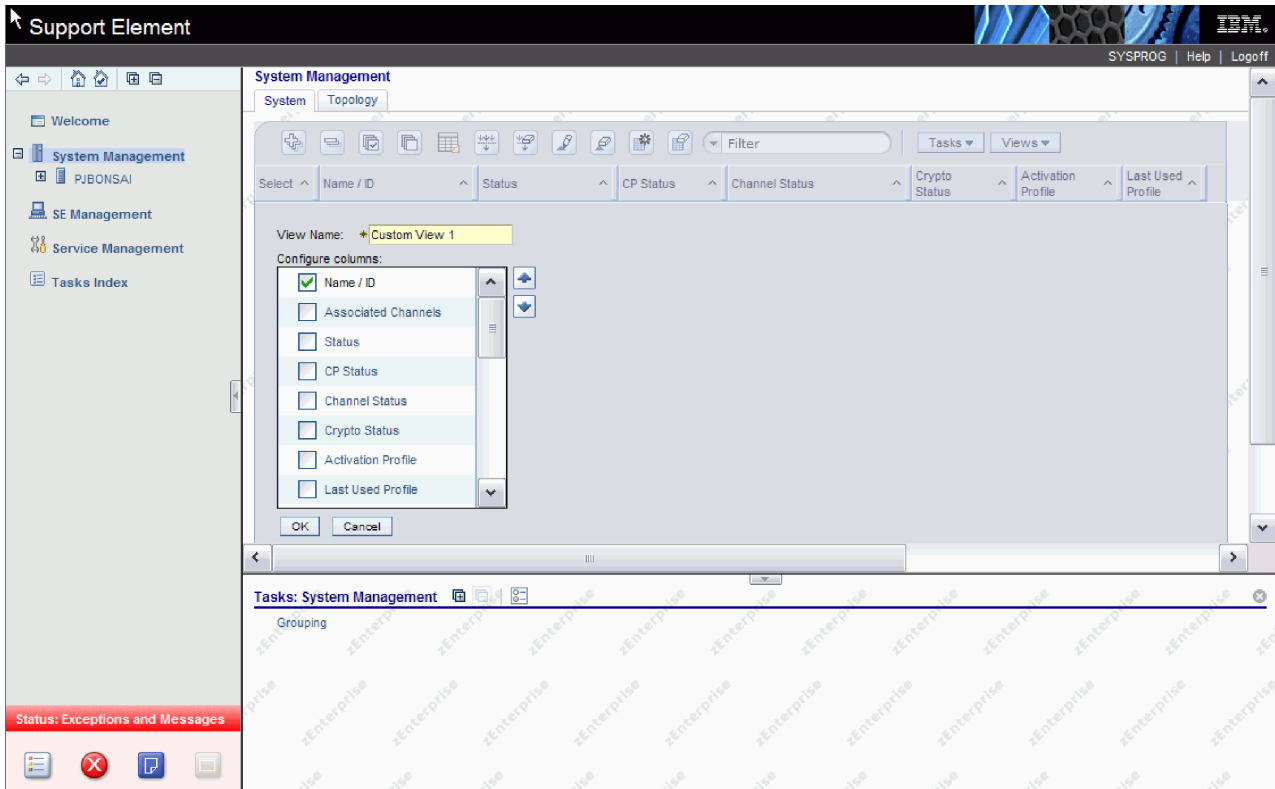 Support Element
IBM.
SYSPROG | Help | Logoff
System Management
System
Topology
Welcome
System Management
PJBONSAI
SE Management
Service Management
Tasks Index
Filter
Tasks
Views
Select
Name / ID
Status
CP Status
Channel Status
Crypto Status
Activation Profile
Last Used Profile
View Name: *Custom View 1
Configure columns:
Name / ID
Associated Channels
Status
CP Status
Channel Status
Crypto Status
Activation Profile
Last Used Profile
OK
Cancel
Tasks: System Management
Grouping
zEnterprise
Status: Exceptions and Messages